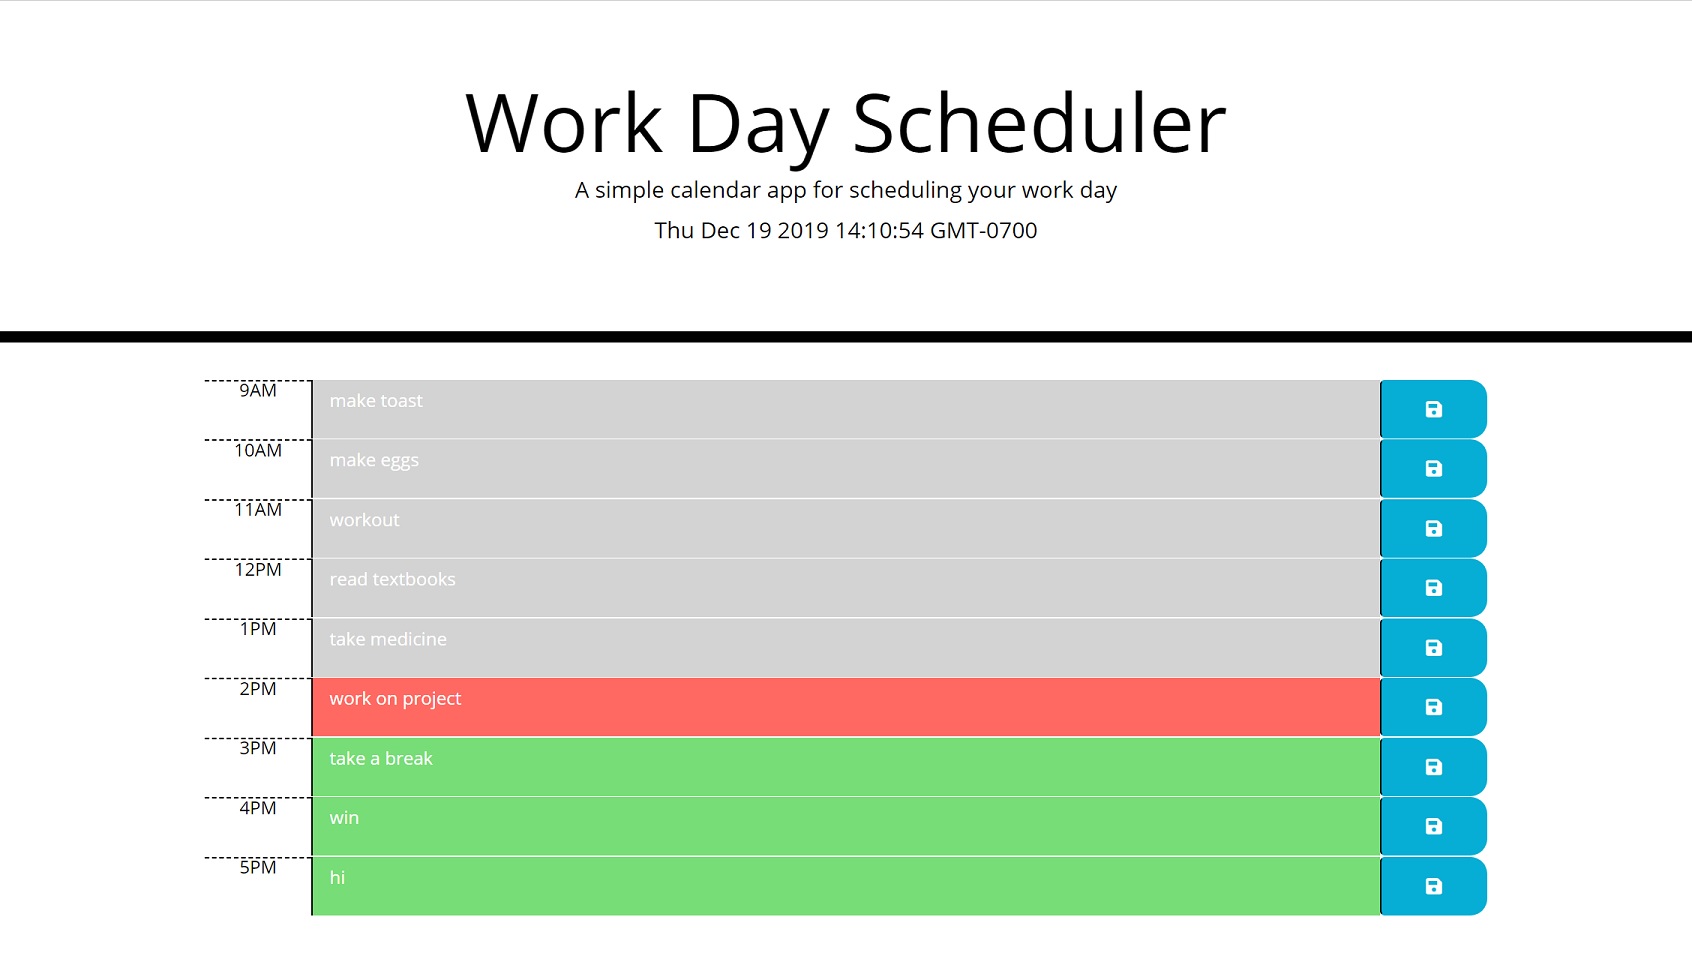 Work Day Scheduler
A simple calendar app for scheduling your work day
Thu Dec 19 2019 14:10:54 GMT-0700
9AM make toast
10AM make eggs
11AM workout
12PM read textbooks
1PM take medicine
2PM work on project
3PM take a break
4PM win
5PM hi